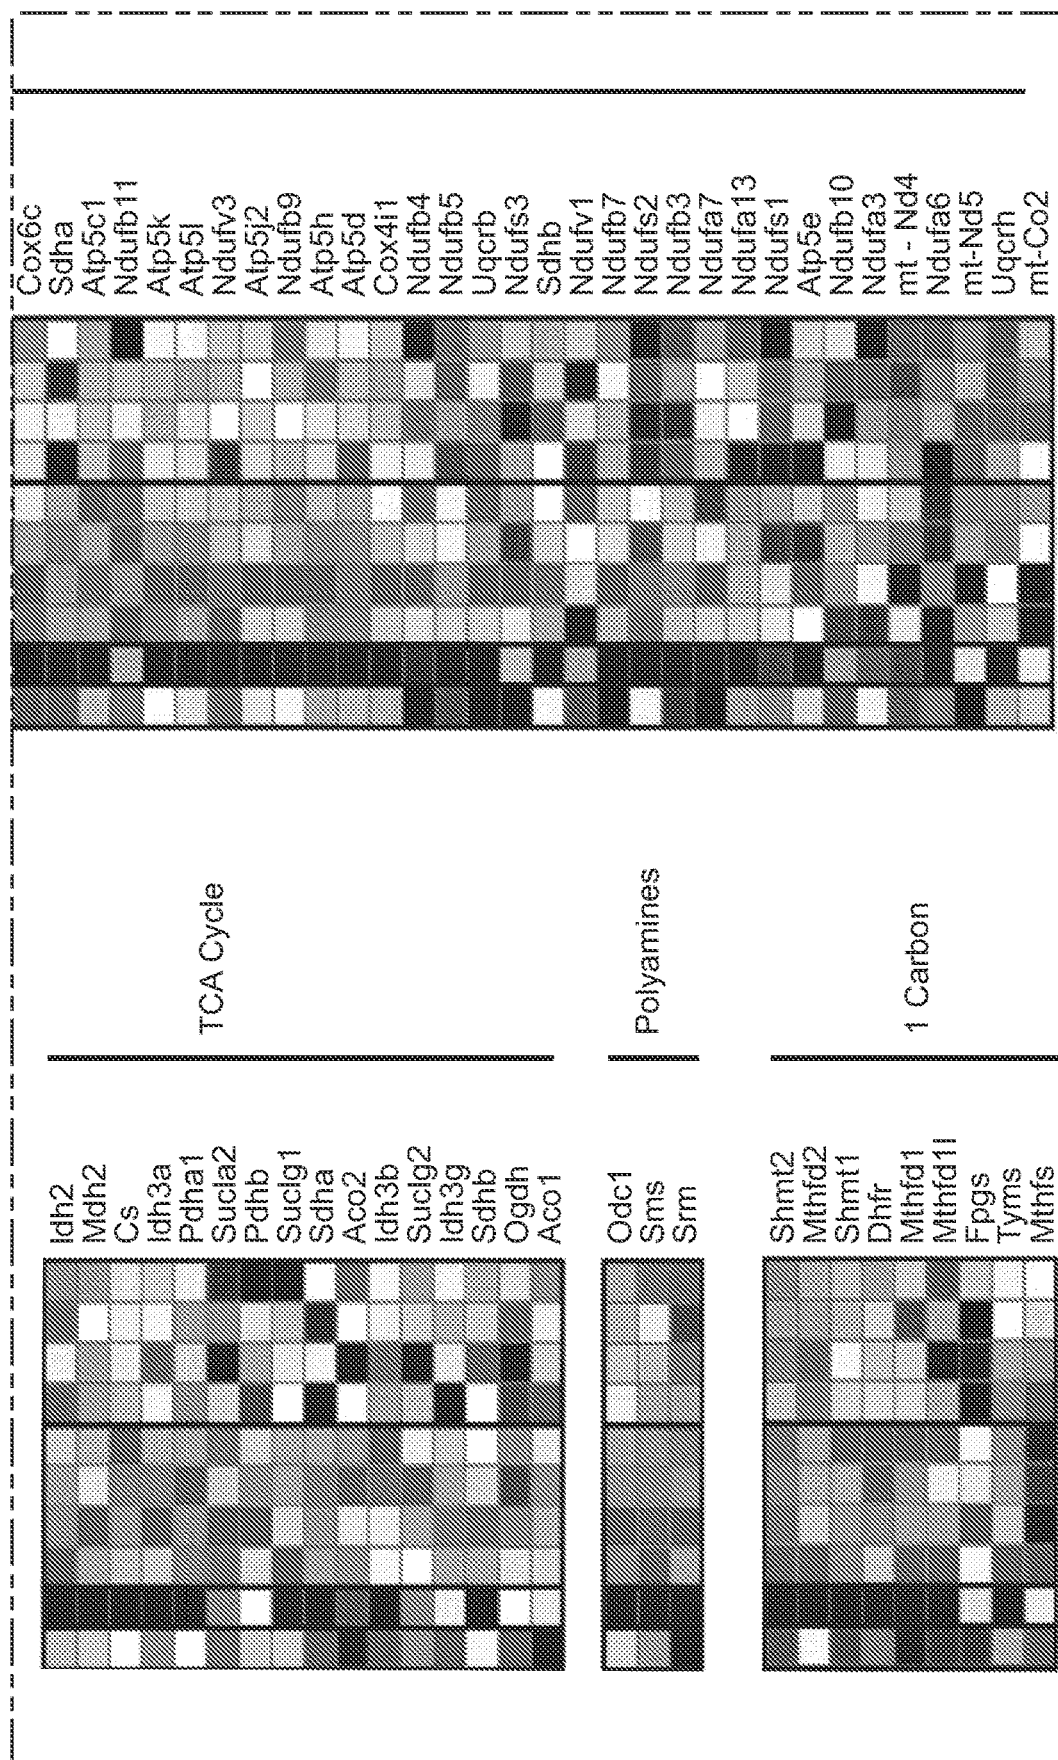 Cox6c
Sdha
Atp5c1
Ndufb11
Atp5k
Atp5l
Ndufv3
Atp5j2
Ndufb9
Atp5h
Atp5d
Cox4i1
Ndufb4
Ndufb5
Uqcrb
Ndufs3
Sdhb
Ndufv1
Ndufb7
Ndufs2
Ndufb3
Ndufa7
Ndufa13
Ndufs1
Atp5e
Ndufb10
Ndufa3
mt - Nd4
Ndufa6
mt-Nd5
Uqcrh
mt-Co2
TCA Cycle
Idh2
Mdh2
Cs
Idh3a
Pdha1
Sucla2
Pdhb
Suclg1
Sdha
Aco2
Idh3b
Suclg2
Idh3g
Sdhb
Ogdh
Aco1
Polyamines
Odc1
Sms
Srm
1 Carbon
Shmt2
Mthfd2
Shmt1
Dhfr
Mthfd1
Mthfd1l
Fpgs
Tyms
Mthfs